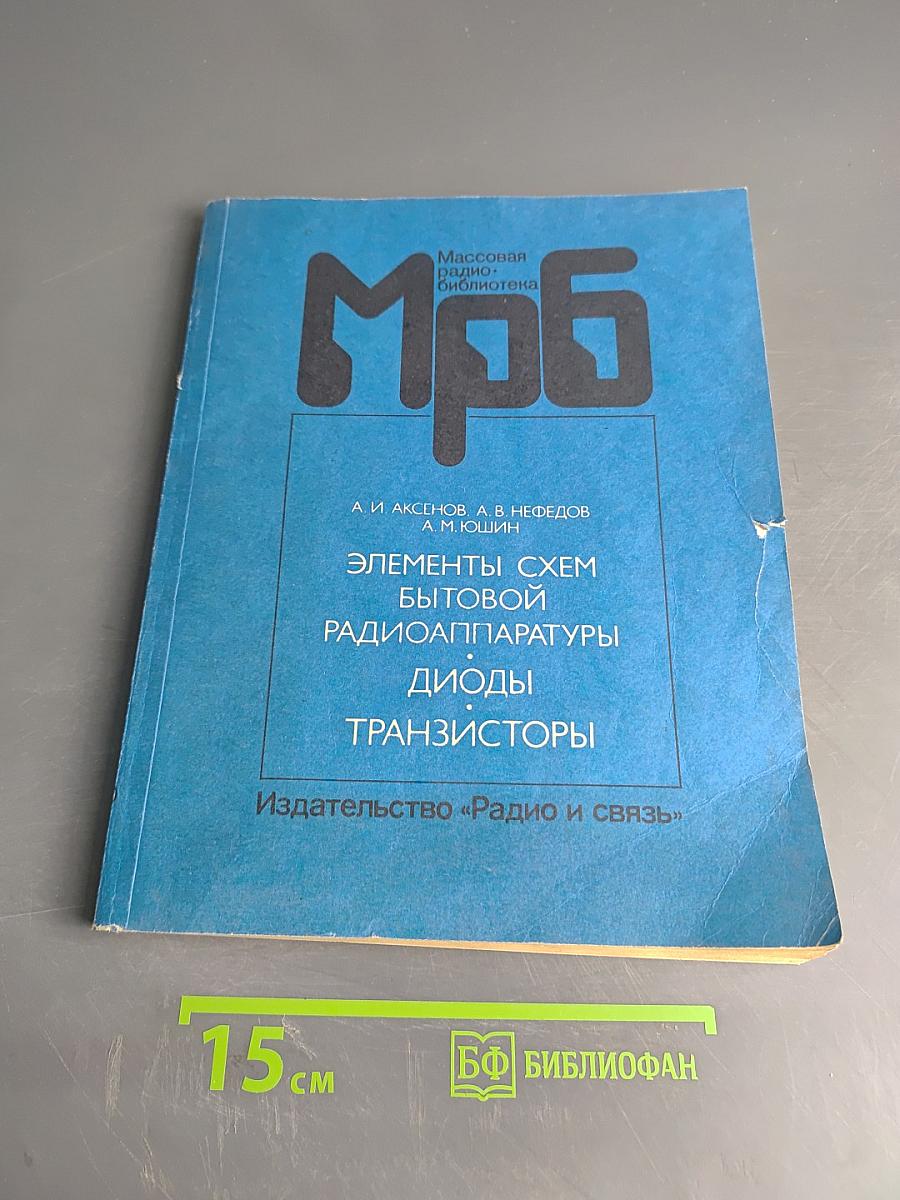 Массовая
радио-
библиотека
Мрб
А. И. АКСЕНОВ, А. В. НЕФЕДОВ
А. М. ЮШИН
ЭЛЕМЕНТЫ СХЕМ
БЫТОВОЙ
РАДИОАППАРАТУРЫ
•
ДИОДЫ
•
ТРАНЗИСТОРЫ
Издательство «Радио и связь»
15 см
БФ БИБЛИОФАН